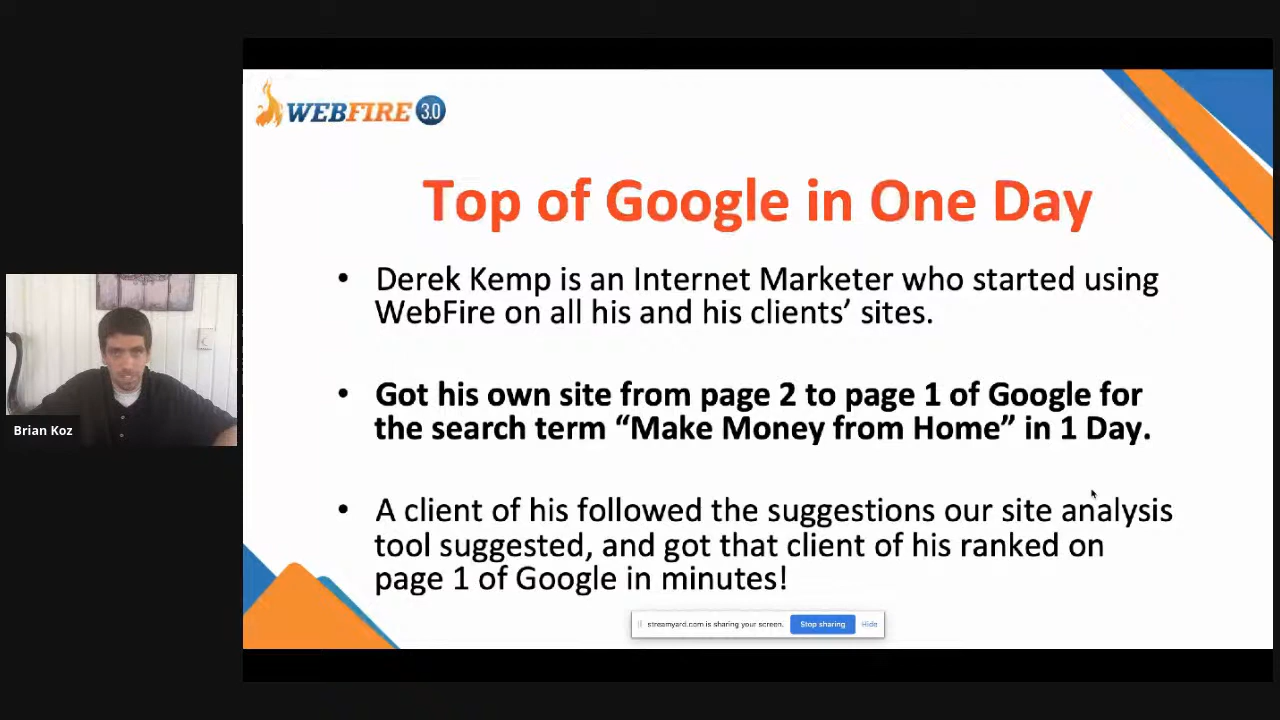 WEBFIRE 3.0
Top of Google in One Day
• Derek Kemp is an Internet Marketer who started using
WebFire on all his and his clients’ sites.
• Got his own site from page 2 to page 1 of Google for
the search term “Make Money from Home” in 1 Day.
• A client of his followed the suggestions our site analysis
tool suggested, and got that client of his ranked on
page 1 of Google in minutes!
Brian Koz
streamyard.com is sharing your screen. Stop sharing Hide